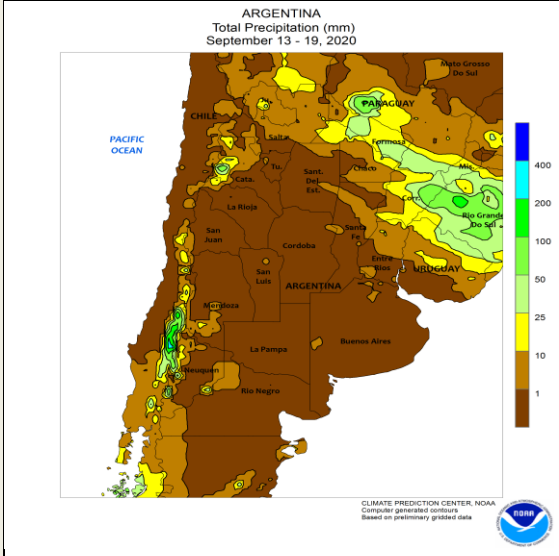 ARGENTINA
Total Precipitation (mm)
September 13 - 19, 2020
Mato Grosso
Do Sul
PARAGUAY
CHILE
PACIFIC
OCEAN
Salta
Formosa
Tu.
Sant.
Del
Est.
Chaco
Mis.
Cata.
Corr.
La Rioja
Rio Grande
Do Sul
San
Juan
Santa
Fe
Cordoba
Entre
Rios
URUGUAY
San
Luis
ARGENTINA
Mendoza
Buenos Aires
La Pampa
Neuquen
Rio Negro
400
200
100
50
25
10
1
CLIMATE PREDICTION CENTER, NOAA
Computer generated contours
Based on preliminary gridded data
NOAA